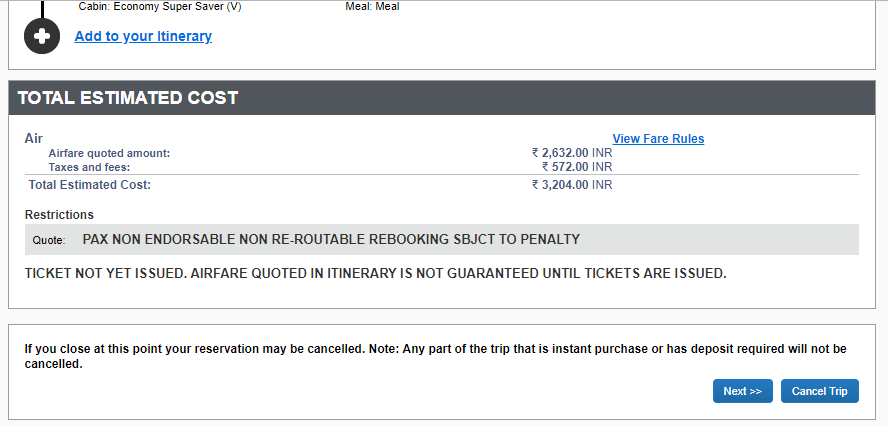 Cabin: Economy Super Saver (V) Meal: Meal
Add to your Itinerary
TOTAL ESTIMATED COST
Air View Fare Rules
Airfare quoted amount: ₹ 2,632.00 INR
Taxes and fees: ₹ 572.00 INR
Total Estimated Cost: ₹ 3,204.00 INR
Restrictions
Quote: PAX NON ENDORSABLE NON RE-ROUTABLE REBOOKING SBJCT TO PENALTY
TICKET NOT YET ISSUED. AIRFARE QUOTED IN ITINERARY IS NOT GUARANTEED UNTIL TICKETS ARE ISSUED.
If you close at this point your reservation may be cancelled. Note: Any part of the trip that is instant purchase or has deposit required will not be
cancelled.
Next >> Cancel Trip